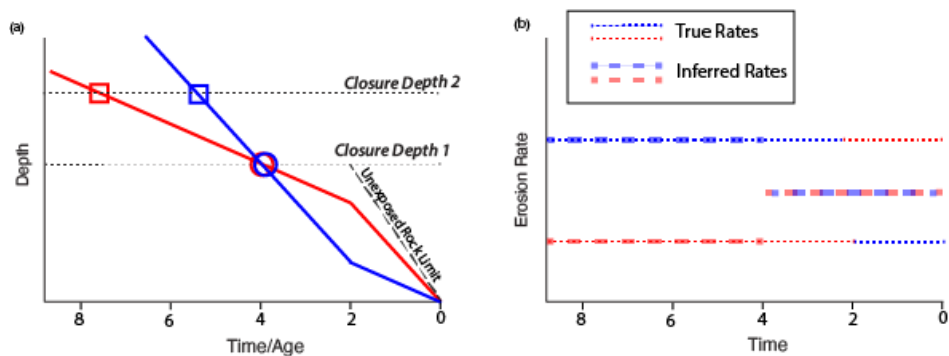 (a)
Closure Depth 2
Closure Depth 1
Unexposed Rock Limit
Depth
8
6
4
2
0
Time/Age
(b)
True Rates
Inferred Rates
Erosion Rate
8
6
4
2
0
Time